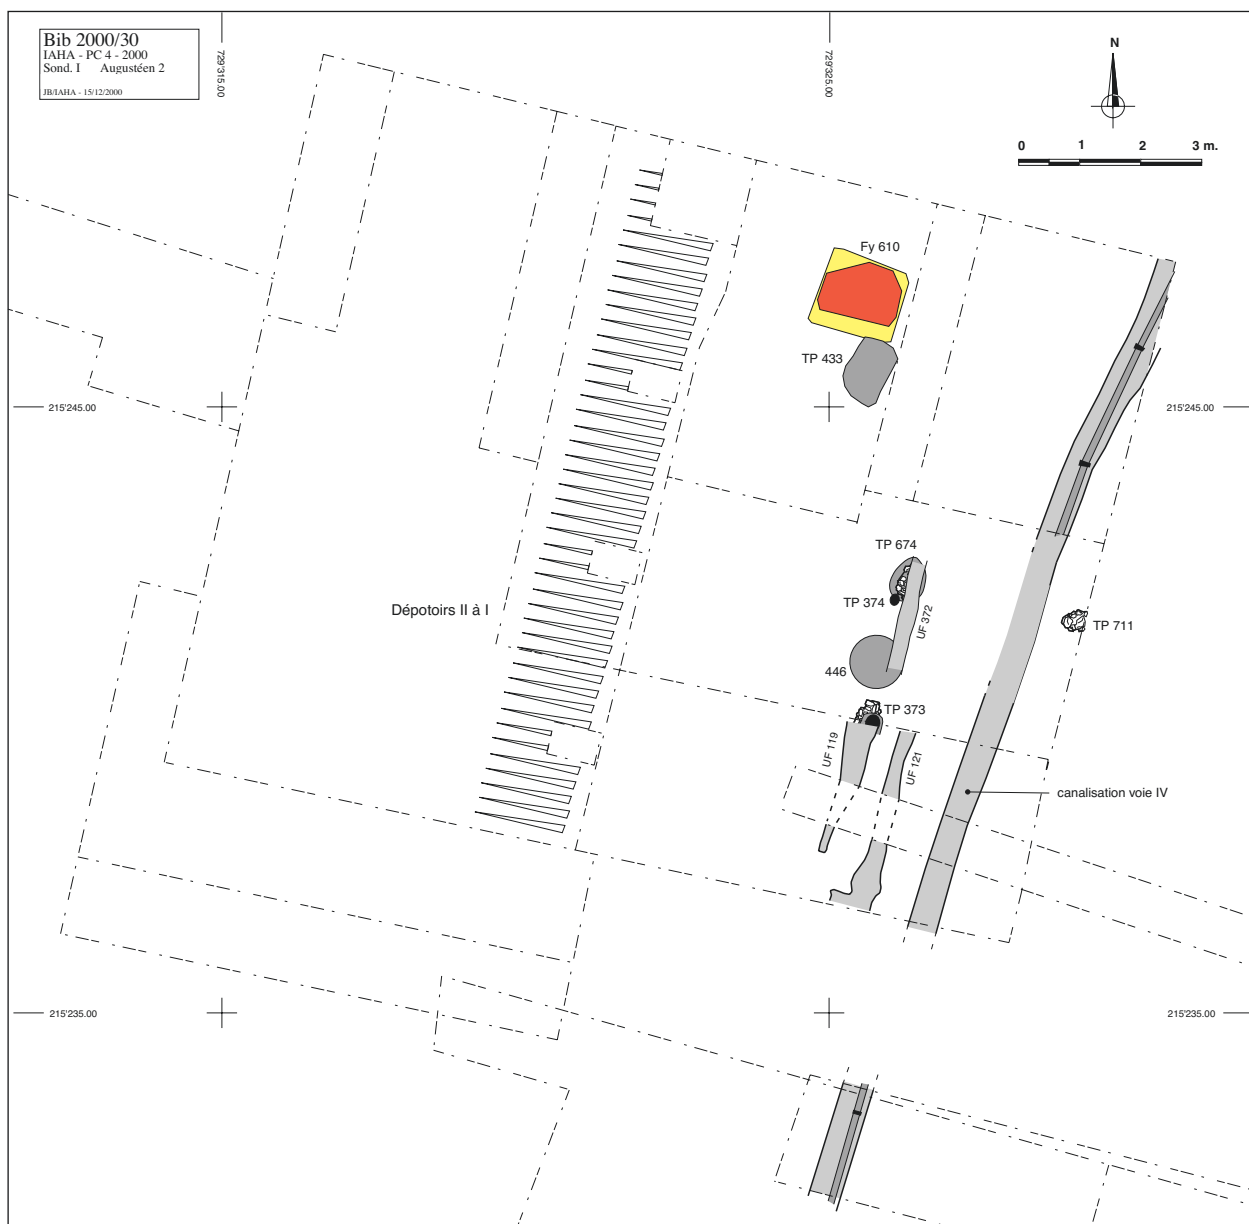 Bib 2000/30
IAHA - PC 4 - 2000
Sond. I Augustéen 2
JB/IAHA - 15/12/2000
729'315.00
729'325.00
N
0 1 2 3 m.
Fy 610
TP 433
215'245.00
215'245.00
TP 674
TP 374
UF 372
Dépotoirs II à I
TP 711
446
TP 373
UF 119
UF 121
canalisation voie IV
215'235.00
215'235.00